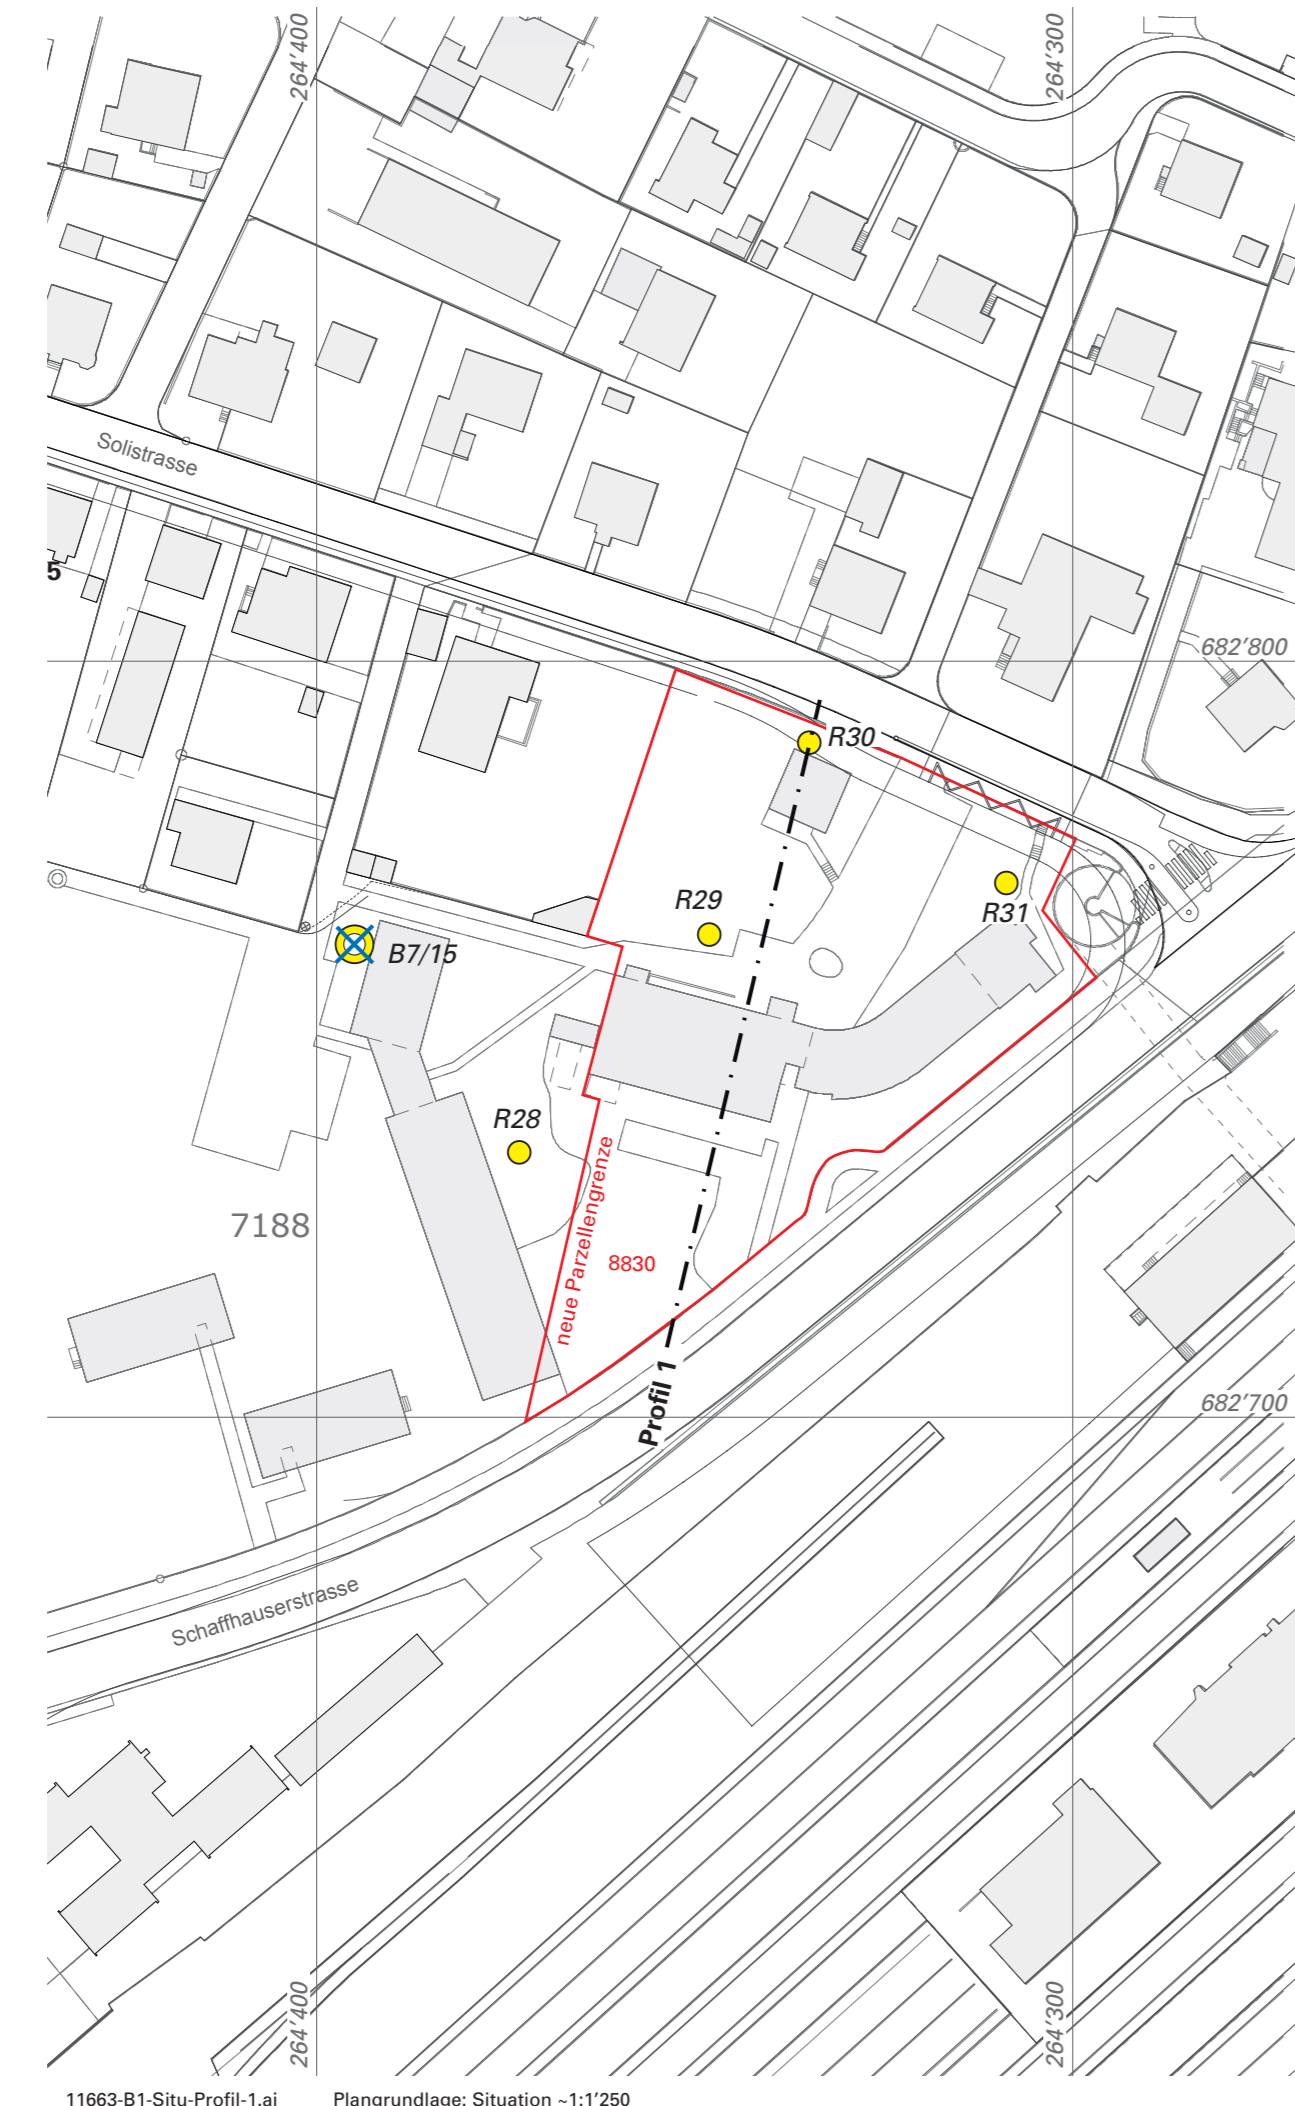 264'400
264'300
Solistrasse
5
682'800
R30
R29
R31
B7/15
R28
neue Parzellengrenze
7188
8830
Profil 1
682'700
Schaffhauserstrasse
264'400
264'300
11663-B1-Situ-Profil-1.ai Plangrundlage: Situation ~1:1'250